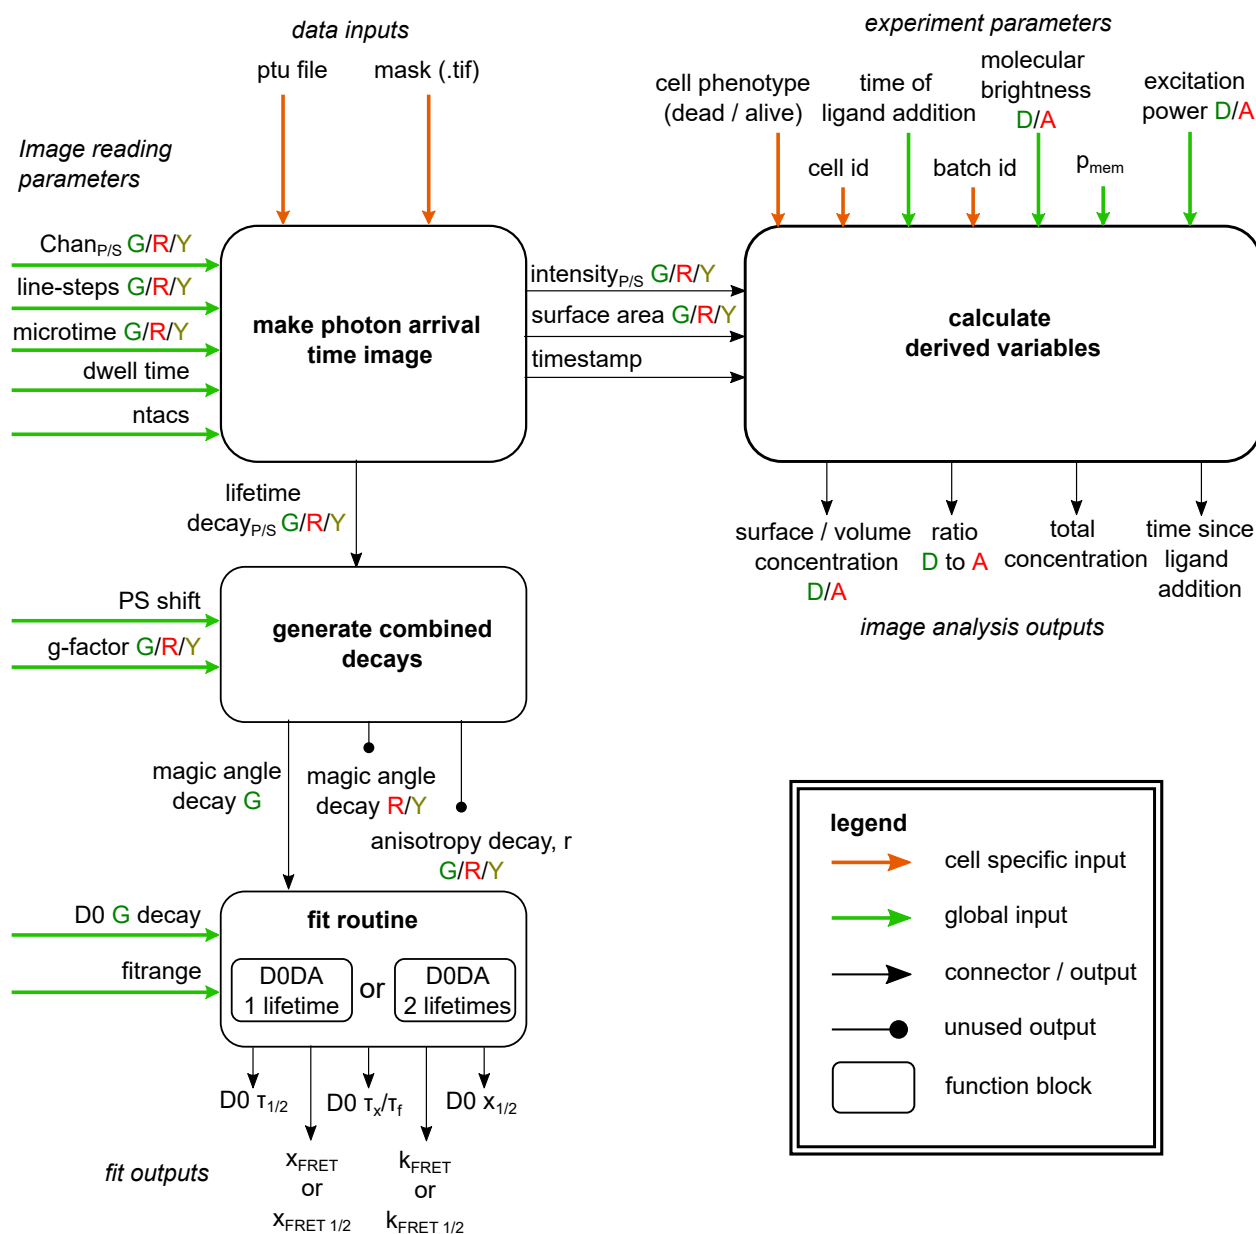 data inputs
ptu file
mask (.tif)
experiment parameters
cell phenotype
(dead / alive)
time of
ligand addition
molecular
brightness
D/A
excitation
power D/A
cell id
batch id
pmem
Image reading
parameters
ChanP/S G/R/Y
line-steps G/R/Y
microtime G/R/Y
dwell time
ntacs
make photon arrival
time image
intensityP/S G/R/Y
surface area G/R/Y
timestamp
calculate
derived variables
lifetime
decayP/S G/R/Y
surface / volume
concentration
D/A
ratio
D to A
total
concentration
time since
ligand
addition
image analysis outputs
PS shift
g-factor G/R/Y
generate combined
decays
magic angle
decay G
magic angle
decay R/Y
anisotropy decay, r
G/R/Y
D0 G decay
fitrange
fit routine
D0DA
1 lifetime
or
D0DA
2 lifetimes
D0 τ1/2
D0 τx/τf
D0 x1/2
fit outputs
xFRET
or
xFRET 1/2
kFRET
or
kFRET 1/2
legend
cell specific input
global input
connector / output
unused output
function block